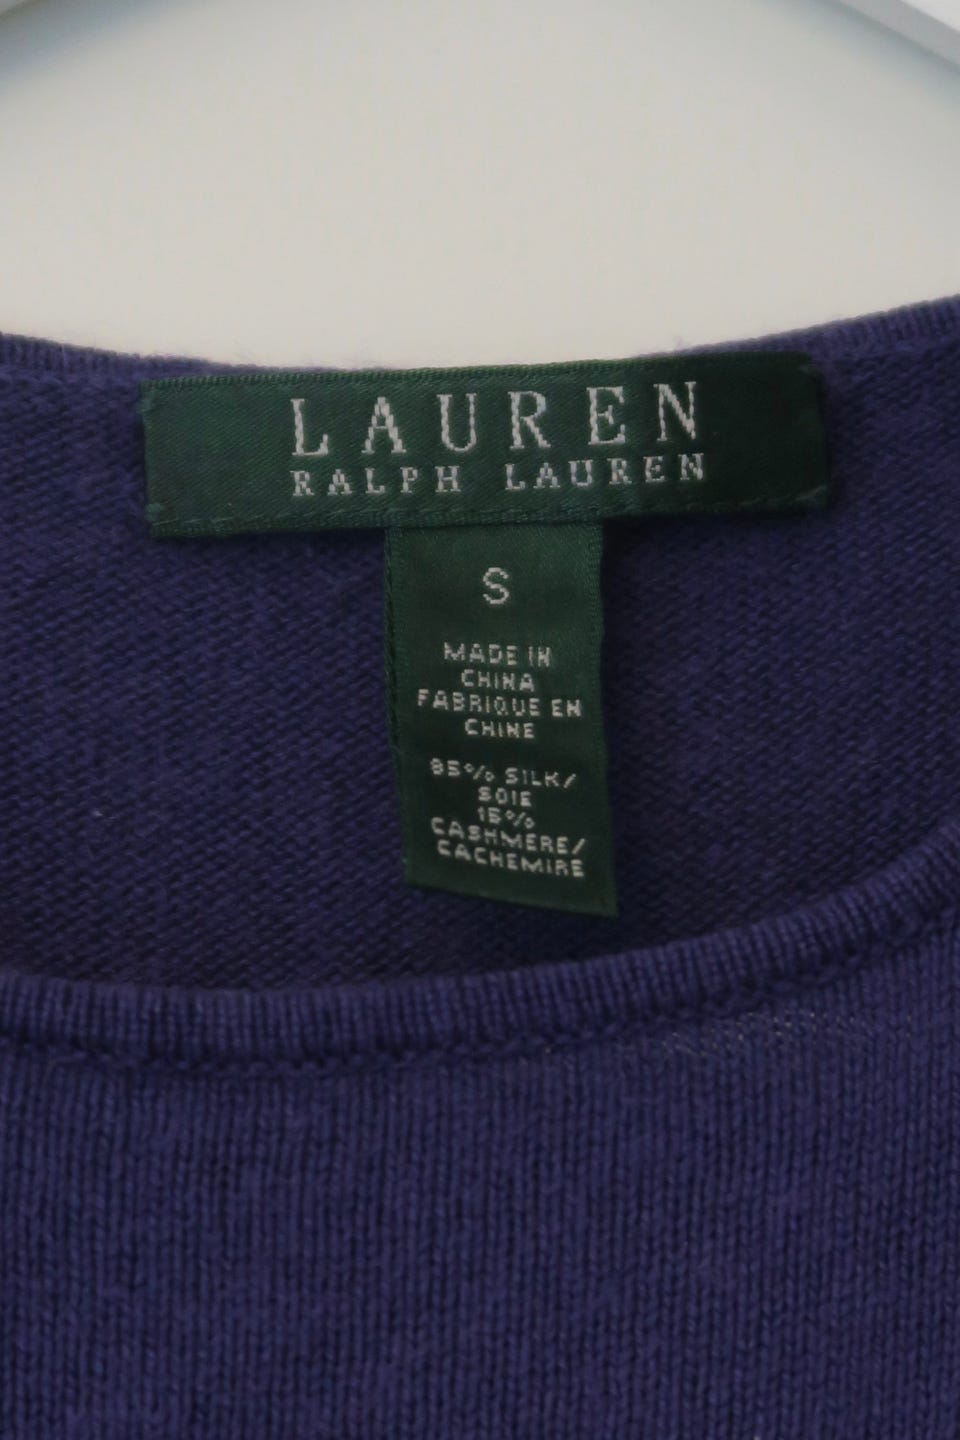 LAUREN
RALPH LAUREN
S
MADE IN
CHINA
FABRIQUE EN
CHINE
85% SILK/
SOIE
15%
CASHMERE/
CACHEMIRE